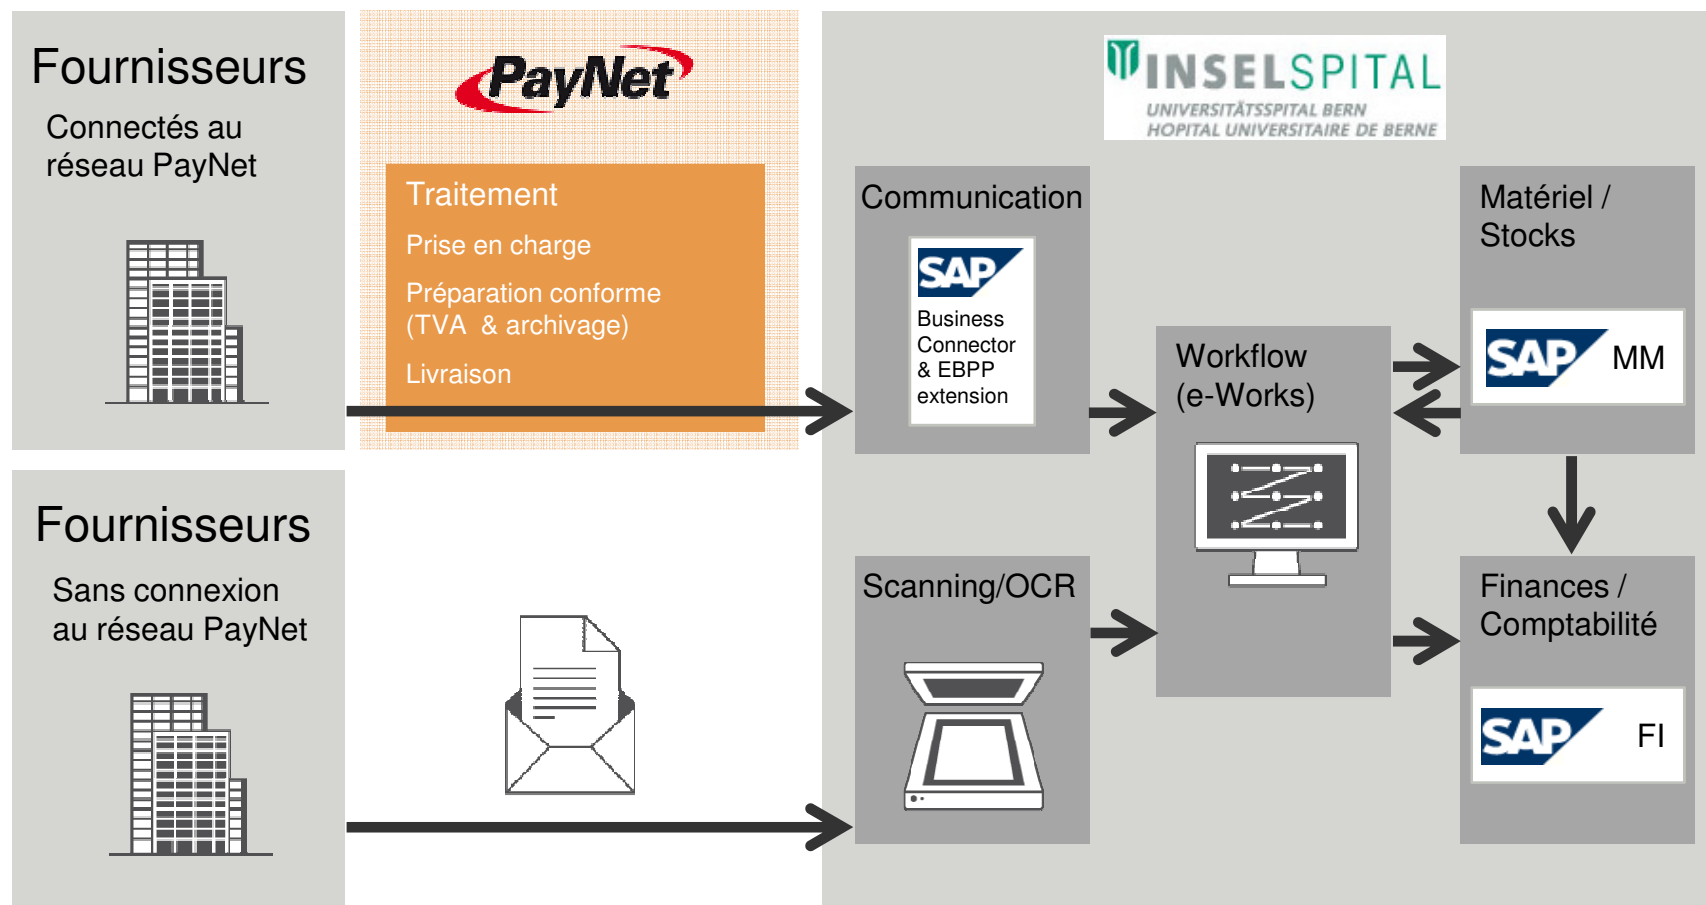 Fournisseurs
Connectés au
réseau PayNet
PayNet
Traitement
Prise en charge
Préparation conforme
(TVA & archivage)
Livraison
INSELSPITAL
UNIVERSITÄTSSPITAL BERN
HOPITAL UNIVERSITAIRE DE BERNE
Communication
SAP
Business
Connector
& EBPP
extension
Workflow
(e-Works)
Matériel /
Stocks
SAP MM
Fournisseurs
Sans connexion
au réseau PayNet
Scanning/OCR
Finances /
Comptabilité
SAP FI